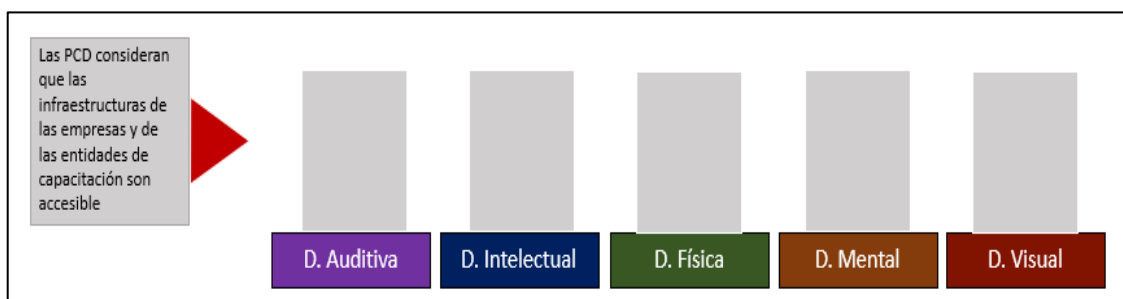 Las PCD consideran
que las
infraestructuras de
las empresas y de
las entidades de
capacitación son
accesible
D. Auditiva
D. Intelectual
D. Física
D. Mental
D. Visual